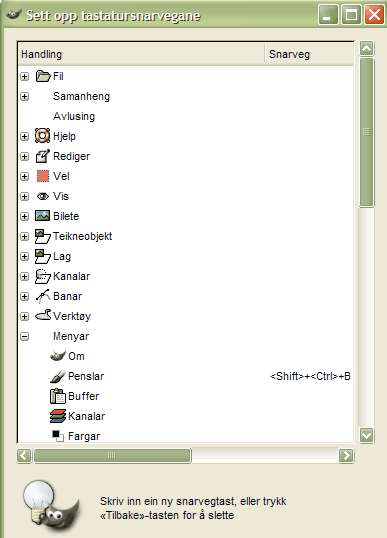 Sett opp tastatursnarvegane
Handling Snarveg
Fil
Samanheng
Avlusing
Hjelp
Rediger
Vel
Vis
Bilete
Teikneobjekt
Lag
Kanalar
Banar
Verktøy
Menyar
Om
Penslar <Shift>+<Ctrl>+B
Buffer
Kanalar
Fargar
Skriv inn ein ny snarvegtast, eller trykk
«Tilbake»-tasten for å slette